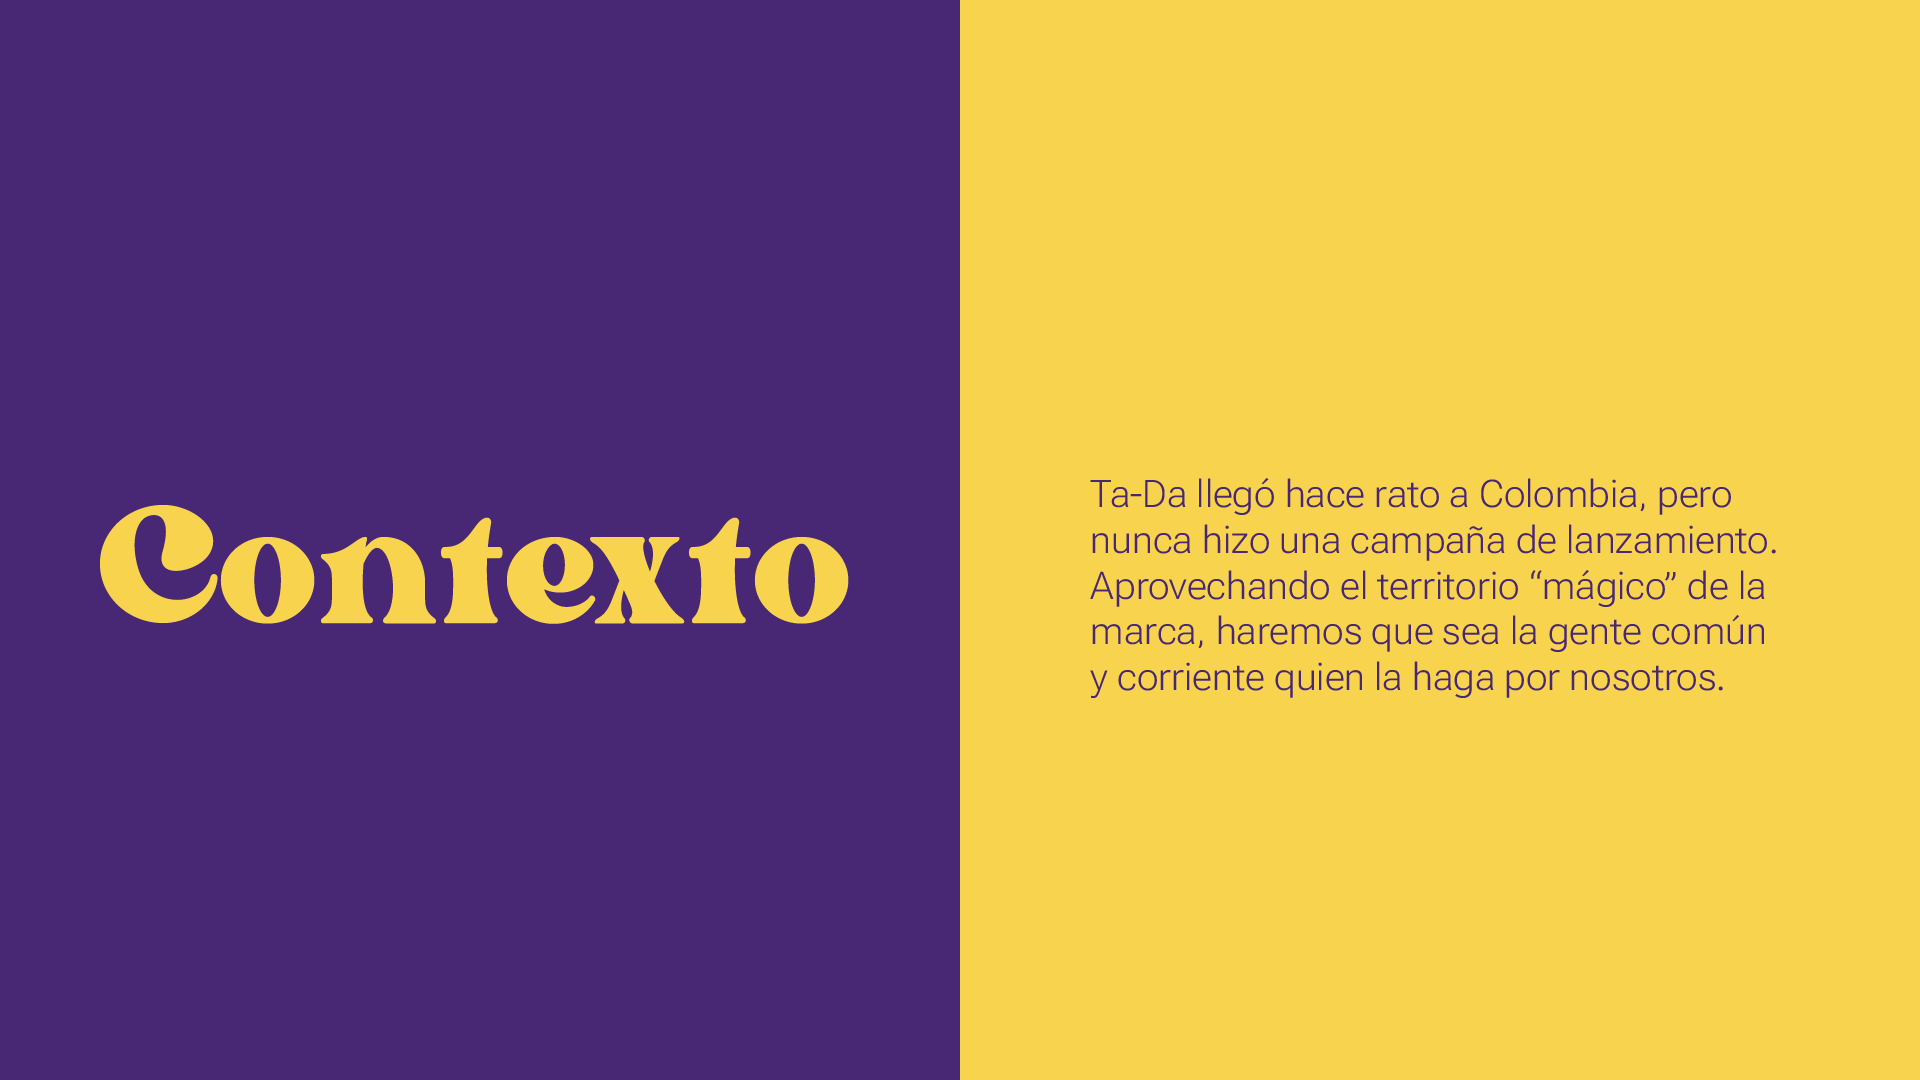 Contexto
Ta-Da llegó hace rato a Colombia, pero
nunca hizo una campaña de lanzamiento.
Aprovechando el territorio “mágico” de la
marca, haremos que sea la gente común
y corriente quien la haga por nosotros.